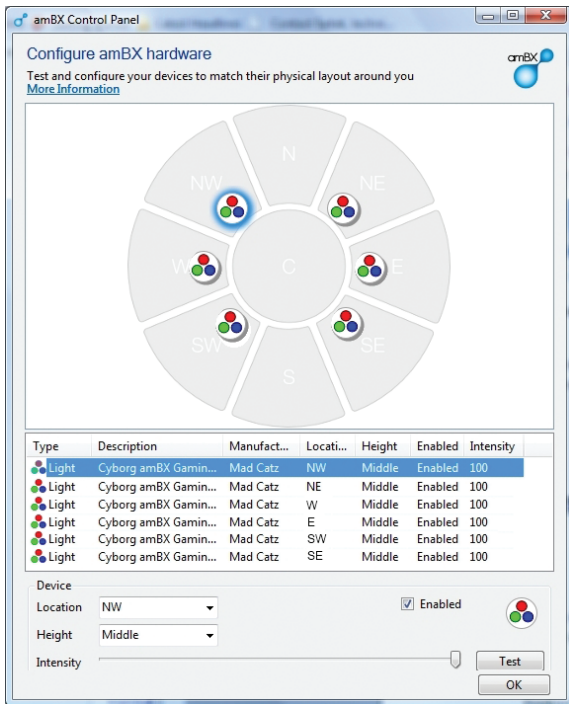 amBX Control Panel
Configure amBX hardware
amBX
Test and configure your devices to match their physical layout around you
More Information
N
NW
NE
W
C
E
SW
SE
S
Type Description Manufact... Locati... Height Enabled Intensity
Light Cyborg amBX Gamin... Mad Catz NW Middle Enabled 100
Light Cyborg amBX Gamin... Mad Catz NE Middle Enabled 100
Light Cyborg amBX Gamin... Mad Catz W Middle Enabled 100
Light Cyborg amBX Gamin... Mad Catz E Middle Enabled 100
Light Cyborg amBX Gamin... Mad Catz SW Middle Enabled 100
Light Cyborg amBX Gamin... Mad Catz SE Middle Enabled 100
Device
Location NW Enabled
Height Middle
Intensity Test
OK